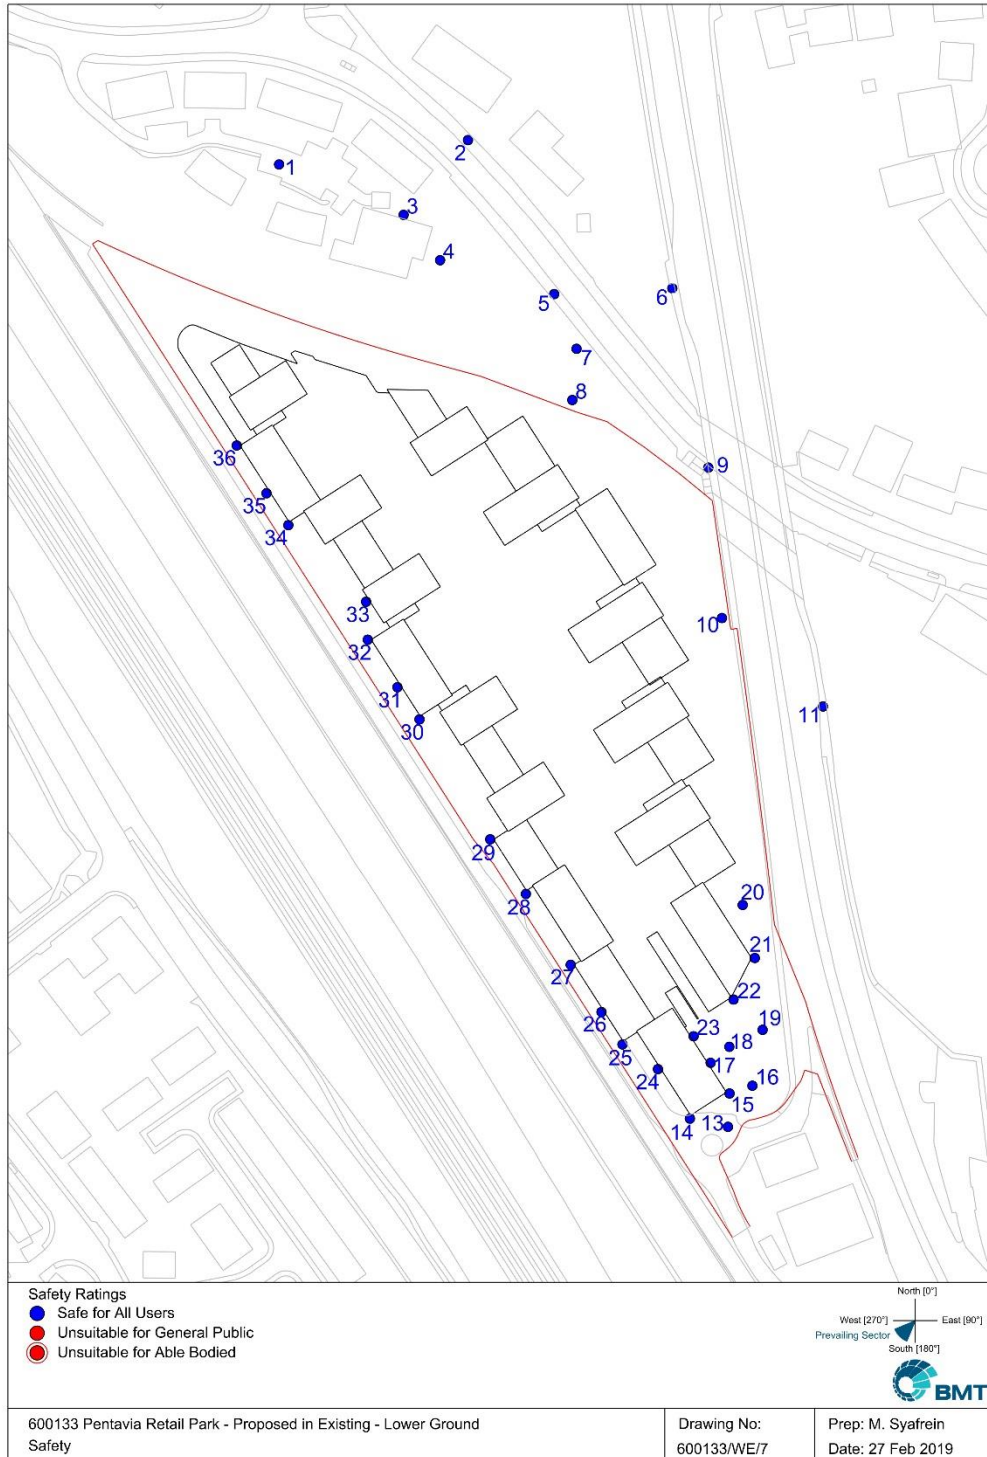 2
1
3
4
5
6
7
8
9
36
35
34
33
10
32
31
11
30
29
28
20
27
21
22
26
19
23
18
25
17
24
16
15
14
13
Safety Ratings
Safe for All Users
Unsuitable for General Public
Unsuitable for Able Bodied
North [0°]
West [270°]
East [90°]
Prevailing Sector
South [180°]
BMT
600133 Pentavia Retail Park - Proposed in Existing - Lower Ground
Safety
Drawing No:
600133/WE/7
Prep: M. Syafrein
Date: 27 Feb 2019